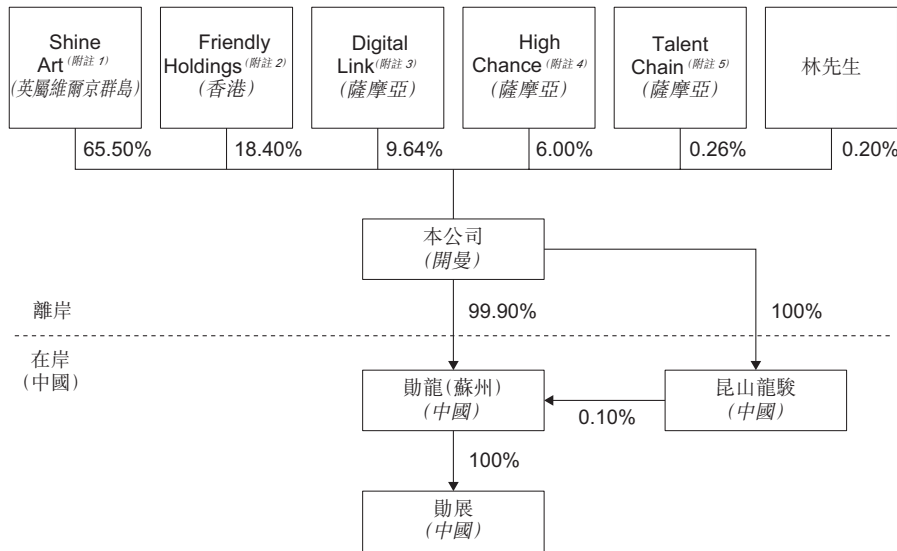 Shine
Art (附註 1)
(英屬維爾京群島)
Friendly
Holdings (附註 2)
(香港)
Digital
Link (附註 3)
(薩摩亞)
High
Chance (附註 4)
(薩摩亞)
Talent
Chain (附註 5)
(薩摩亞)
林先生
65.50%
18.40%
9.64%
6.00%
0.26%
0.20%
本公司
(開曼)
離岸
99.90%
100%
在岸
(中國)
勛龍(蘇州)
(中國)
0.10%
昆山龍駿
(中國)
100%
勛展
(中國)